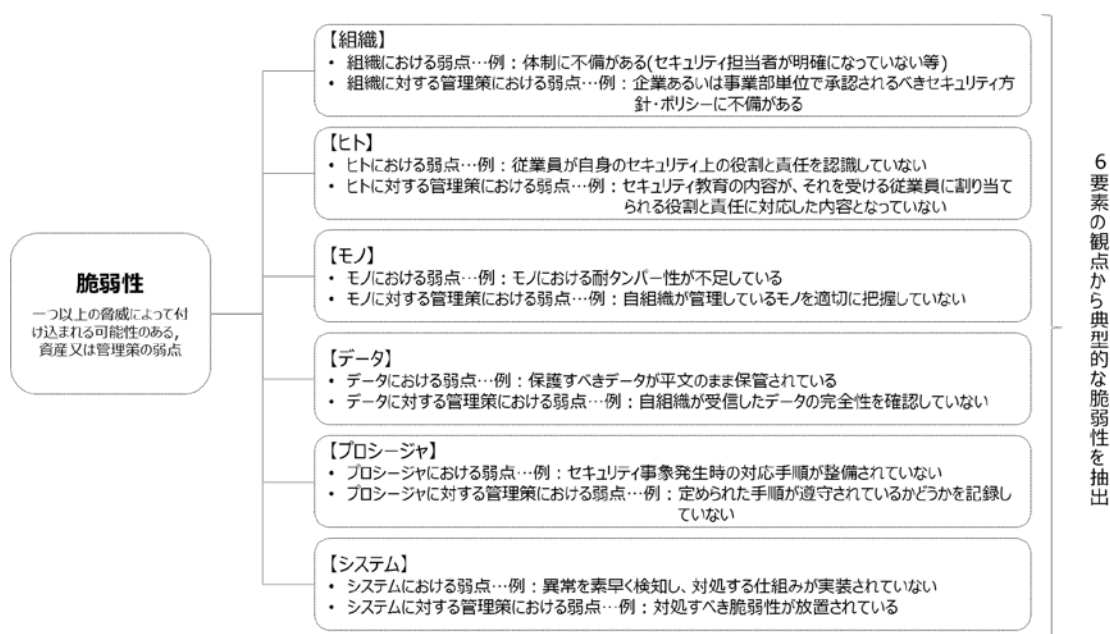 脆弱性
一つ以上の脅威によって付
け込まれる可能性のある,
資産又は管理策の弱点
【組織】
• 組織における弱点…例：体制に不備がある(セキュリティ担当者が明確になっていない等)
• 組織に対する管理策における弱点…例：企業あるいは事業部単位で承認されるべきセキュリティ方
針・ポリシーに不備がある
【ヒト】
• ヒトにおける弱点…例：従業員が自身のセキュリティ上の役割と責任を認識していない
• ヒトに対する管理策における弱点…例：セキュリティ教育の内容が、それを受ける従業員に割り当て
られる役割と責任に対応した内容となっていない
【モノ】
• モノにおける弱点…例：モノにおける耐タンパー性が不足している
• モノに対する管理策における弱点…例：自組織が管理しているモノを適切に把握していない
【データ】
• データにおける弱点…例：保護すべきデータが平文のまま保管されている
• データに対する管理策における弱点…例：自組織が受信したデータの完全性を確認していない
【プロシージャ】
• プロシージャにおける弱点…例：セキュリティ事象発生時の対応手順が整備されていない
• プロシージャに対する管理策における弱点…例：定められた手順が遵守されているかどうかを記録し
ていない
【システム】
• システムにおける弱点…例：異常を素早く検知し、対処する仕組みが実装されていない
• システムに対する管理策における弱点…例：対処すべき脆弱性が放置されている
6要素の観点から典型的な脆弱性を抽出